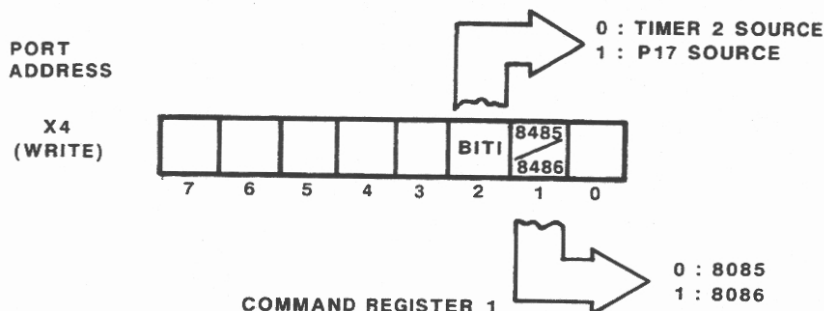 0 : TIMER 2 SOURCE
1 : P17 SOURCE
PORT
ADDRESS
X4
(WRITE)
BITI
8485
8486
7 6 5 4 3 2 1 0
0 : 8085
1 : 8086
COMMAND REGISTER 1